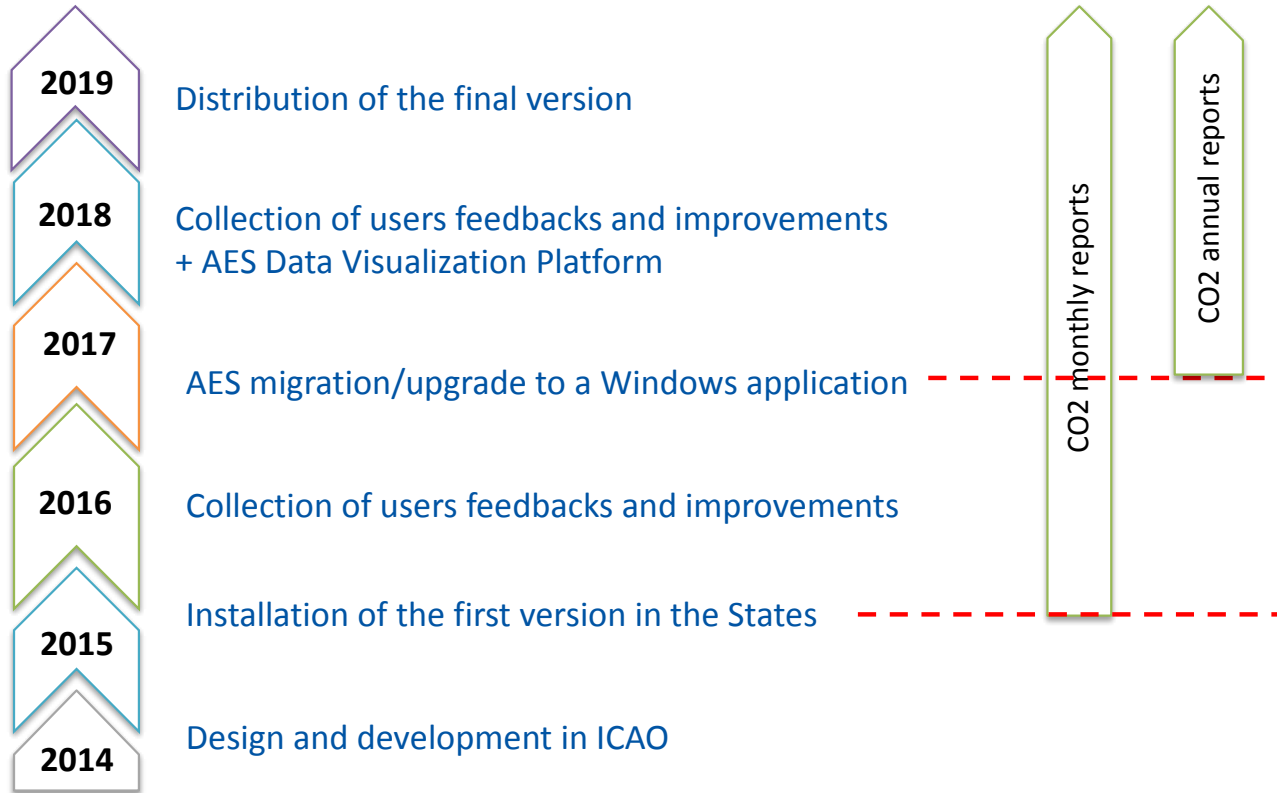 2019
Distribution of the final version
2018
Collection of users feedbacks and improvements
+ AES Data Visualization Platform
2017
AES migration/upgrade to a Windows application
2016
Collection of users feedbacks and improvements
Installation of the first version in the States
2015
Design and development in ICAO
2014
CO2 monthly reports
CO2 annual reports